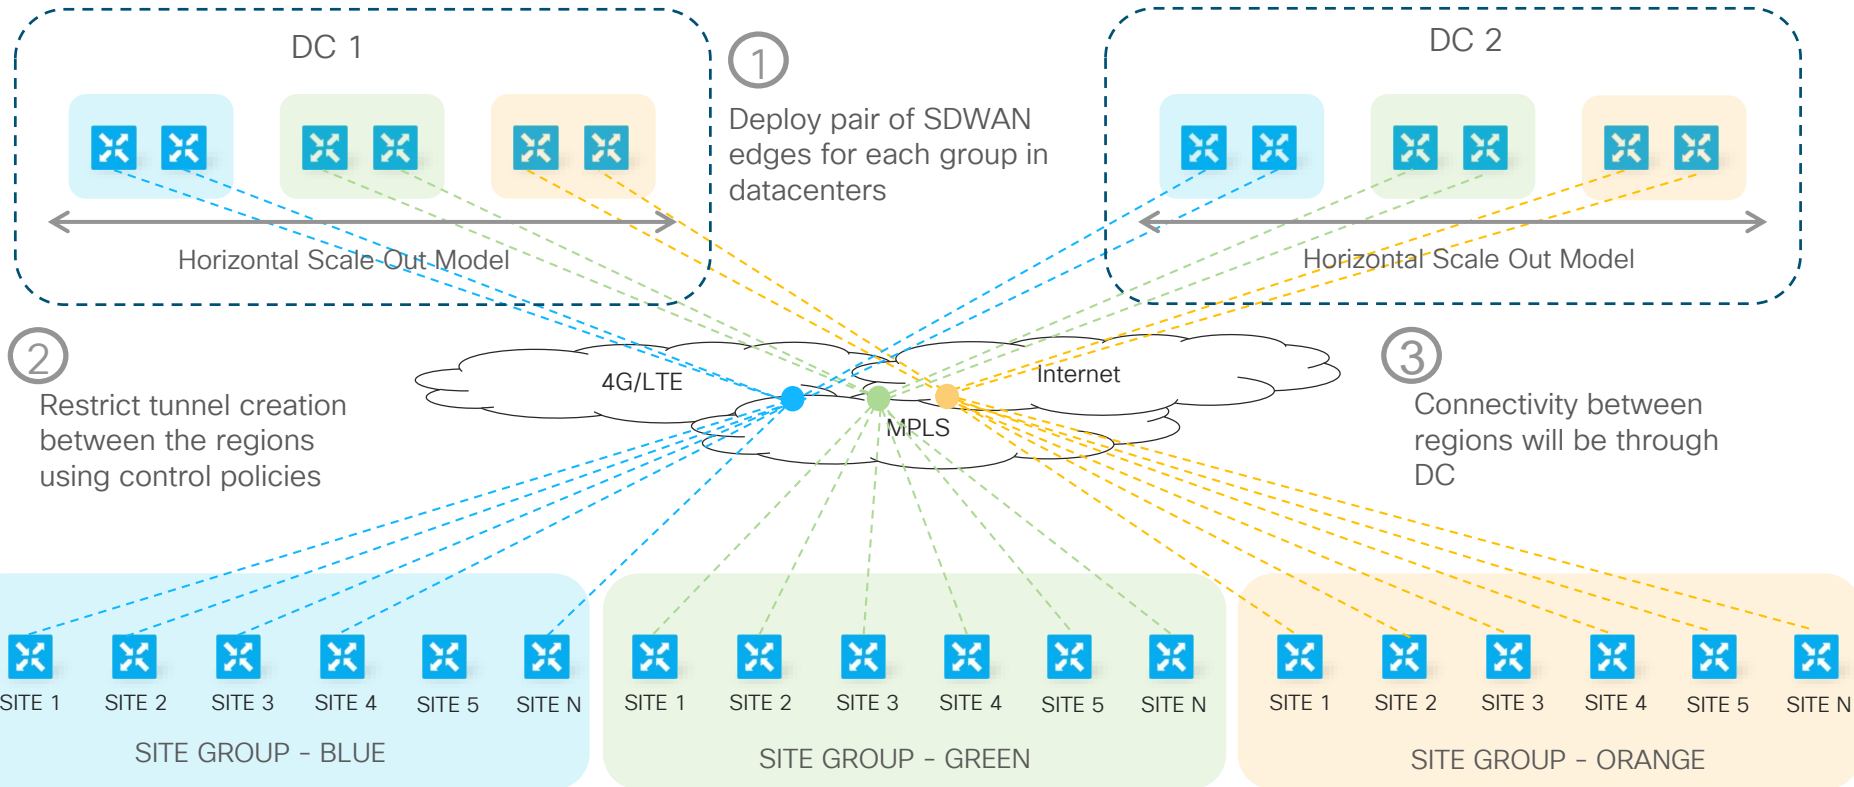 DC 1
1
DC 2
Deploy pair of SDWAN
edges for each group in
datacenters
Horizontal Scale Out Model
Horizontal Scale Out Model
2
Restrict tunnel creation
between the regions
using control policies
4G/LTE
Internet
MPLS
3
Connectivity between
regions will be through
DC
SITE 1 SITE 2 SITE 3 SITE 4 SITE 5 SITE N
SITE GROUP - BLUE
SITE 1 SITE 2 SITE 3 SITE 4 SITE 5 SITE N
SITE GROUP - GREEN
SITE 1 SITE 2 SITE 3 SITE 4 SITE 5 SITE N
SITE GROUP - ORANGE